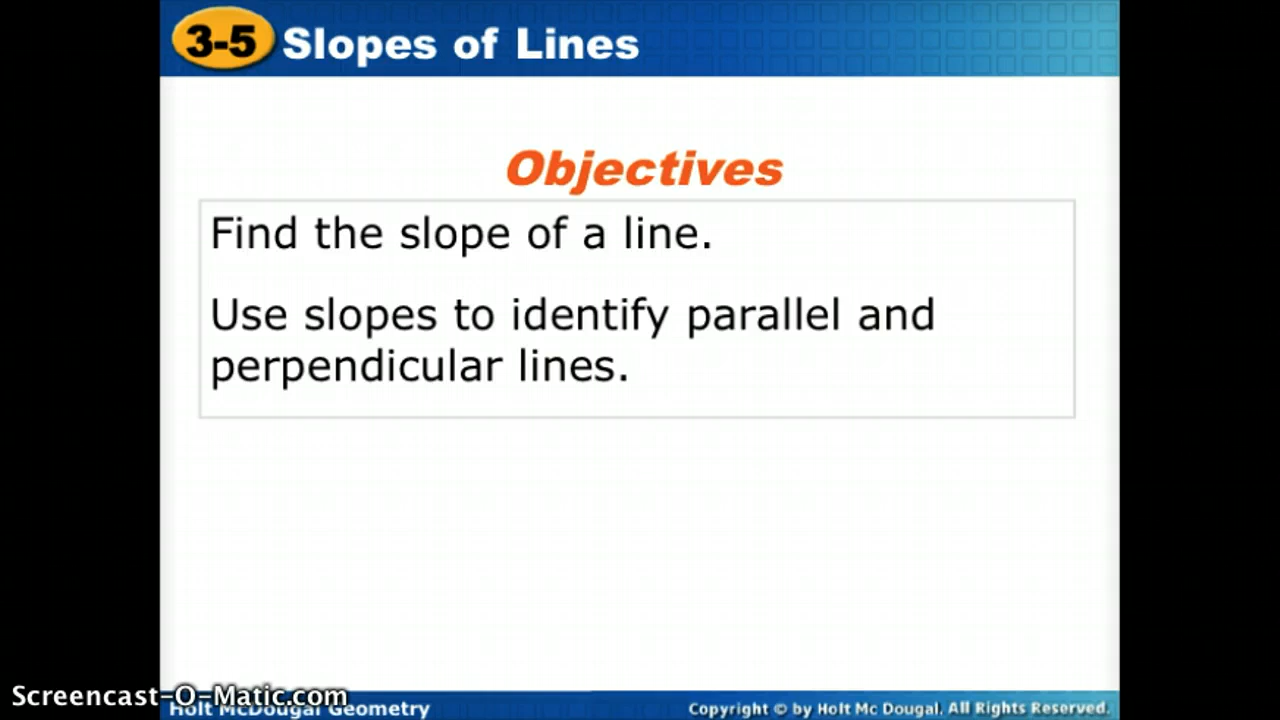 3-5 Slopes of Lines
Objectives
Find the slope of a line.
Use slopes to identify parallel and
perpendicular lines.
Screencast-O-Matic.com
Holt McDougal Geometry
Copyright © by Holt Mc Dougal. All Rights Reserved.